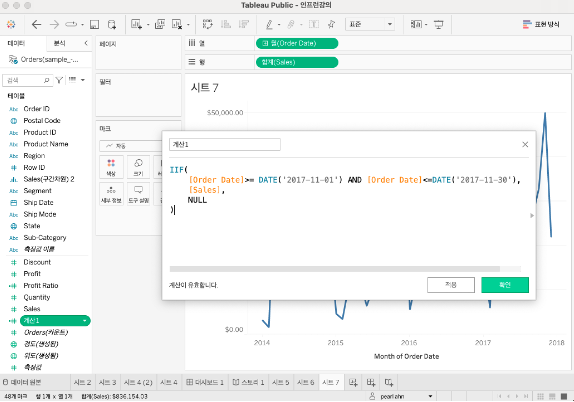 Tableau Public - 인프런강의
표준
표현 방식
데이터
분석
페이지
열
월(Order Date)
Orders(sample_-...
행
합계(Sales)
검색
필터
시트 7
테이블
Abc Order ID
Postal Code
Abc Product ID
Abc Product Name
Abc Region
Row ID
Sales(구간차원) 2
Abc Segment
Ship Date
Abc Ship Mode
State
Abc Sub-Category
Abc 측정값 이름
Discount
Profit
Profit Ratio
Quantity
Sales
계산1
Orders(카운트)
경도(생성됨)
위도(생성됨)
측정값
마크
자동
색상
크기
세부 정보
도구 설명
$50,000.00
계산1
IIF(
[Order Date]>= DATE('2017-11-01') AND [Order Date]<=DATE('2017-11-30'),
[Sales],
NULL
)
계산이 유효합니다.
적용
확인
$0.00
2014
2015
2016
2017
2018
Month of Order Date
데이터 원본
시트 2
시트 3
시트 4 (2)
시트 4
대시보드 1
스토리 1
시트 5
시트 6
시트 7
48개 마크
행 1개 x 열 1개
합계(Sales): $836,154.03
pearl ahn